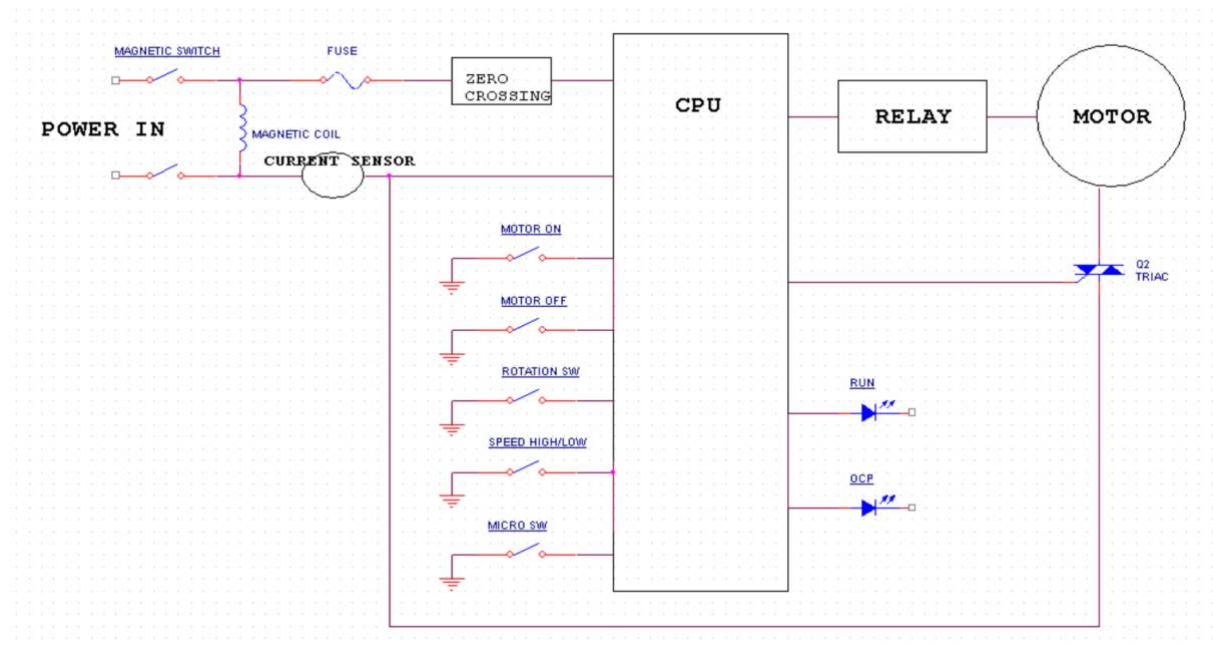 MAGNETIC SWITCH
FUSE
ZERO
CROSSING
CPU
RELAY
MOTOR
POWER IN
MAGNETIC COIL
CURRENT SENSOR
MOTOR ON
MOTOR OFF
ROTATION SW
SPEED HIGH/LOW
MICRO SW
Q2
TRIAC
RUN
OCP